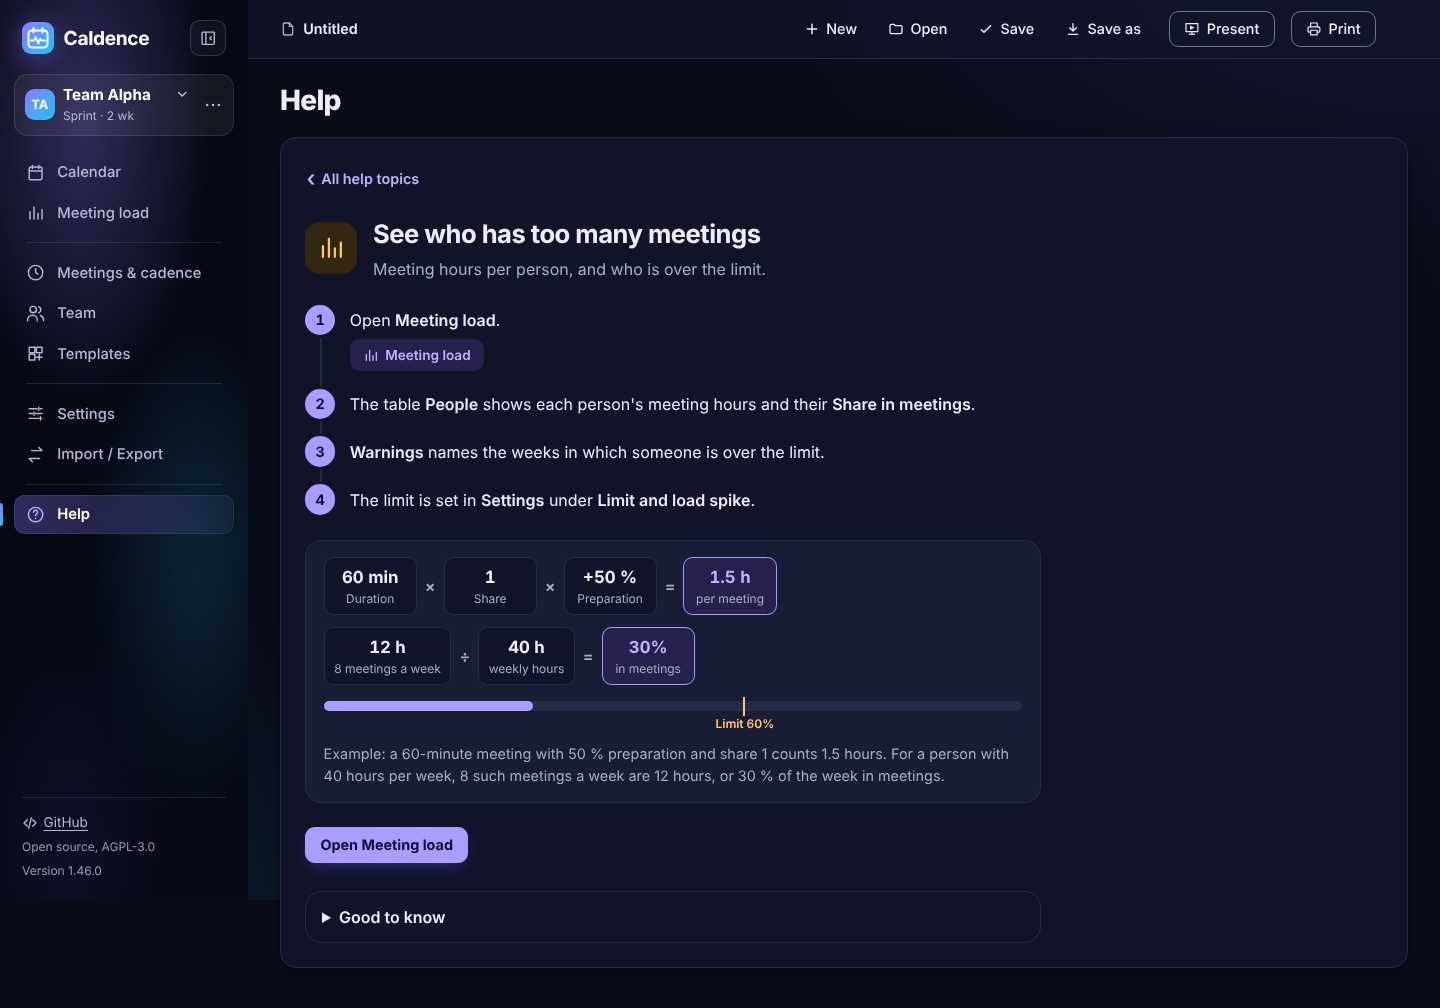 Caldence
TA
Team Alpha
Sprint · 2 wk
Calendar
Meeting load
Meetings & cadence
Team
Templates
Settings
Import / Export
Help
GitHub
Open source, AGPL-3.0
Version 1.46.0
Untitled
New
Open
Save
Save as
Present
Print
Help
All help topics
See who has too many meetings
Meeting hours per person, and who is over the limit.
1
Open Meeting load.
Meeting load
2
The table People shows each person's meeting hours and their Share in meetings.
3
Warnings names the weeks in which someone is over the limit.
4
The limit is set in Settings under Limit and load spike.
60 min × 1 × +50 % = 1.5 h
Duration Share Preparation per meeting
12 h ÷ 40 h = 30%
8 meetings a week weekly hours in meetings
Limit 60%
Example: a 60-minute meeting with 50 % preparation and share 1 counts 1.5 hours. For a person with
40 hours per week, 8 such meetings a week are 12 hours, or 30 % of the week in meetings.
Open Meeting load
Good to know